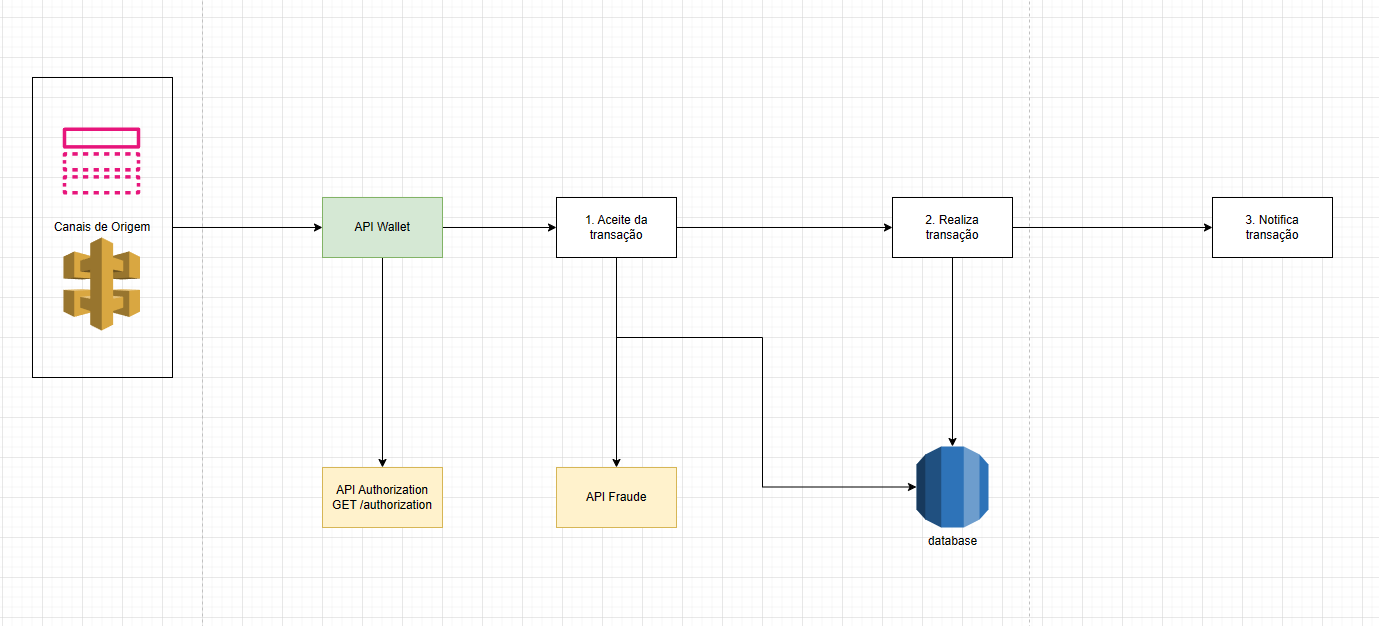 Canais de Origem
API Wallet
1. Aceite da
transação
2. Realiza
transação
3. Notifica
transação
API Authorization
GET /authorization
API Fraude
database